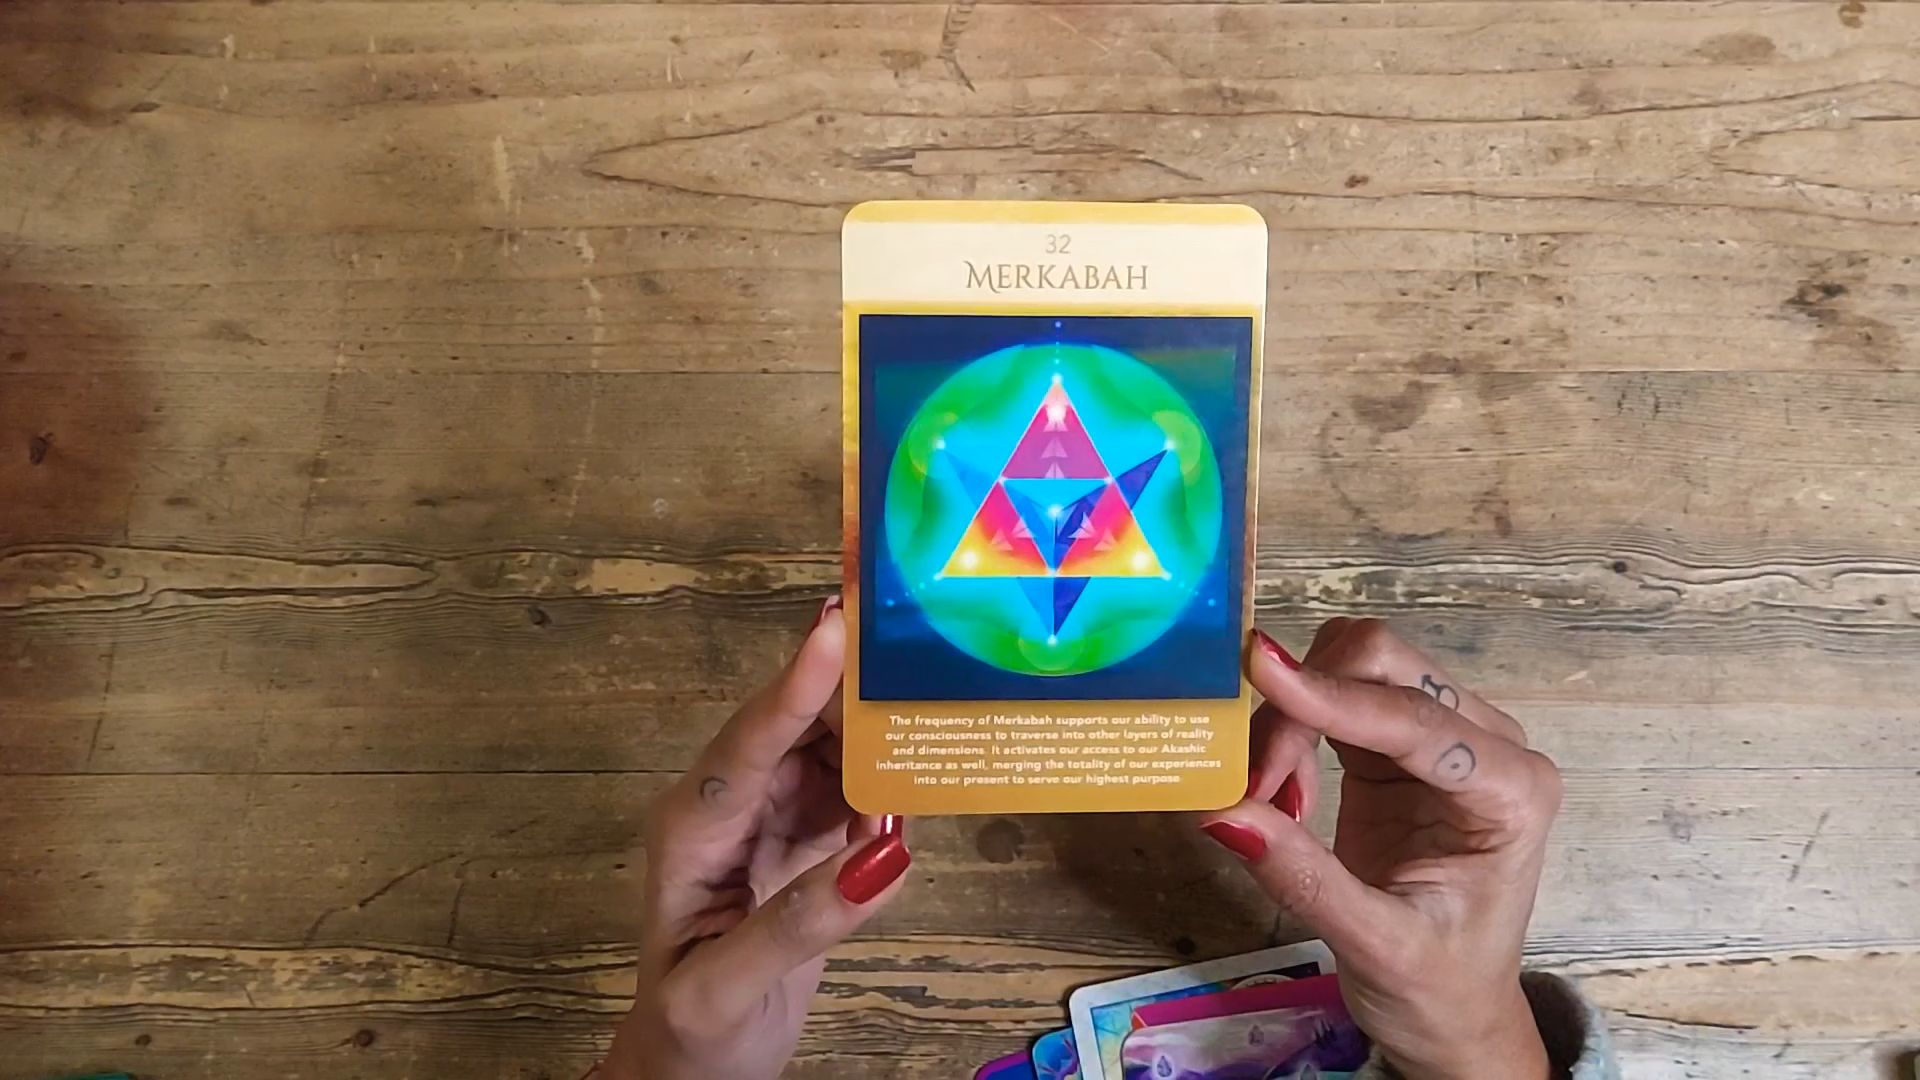 32
MERKABAH
The frequency of Merkabah supports our ability to use
our consciousness to traverse into other layers of reality
and dimensions. It activates our access to our Akashic
inheritance as well, merging the totality of our experiences
into our present to serve our highest purpose.